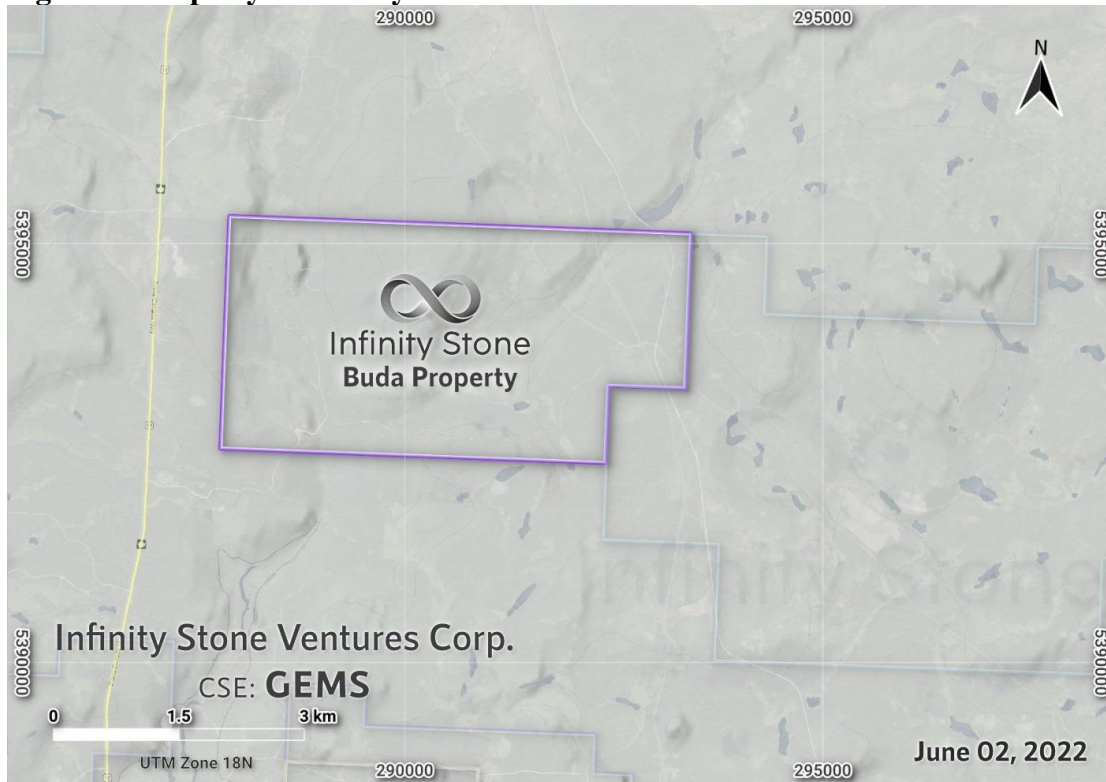 290000
295000
N
5395000
5395000
Infinity Stone
Buda Property
Infinity Stone
5390000
5390000
Infinity Stone Ventures Corp.
CSE: GEMS
0 1.5 3 km
UTM Zone 18N
290000
295000
June 02, 2022